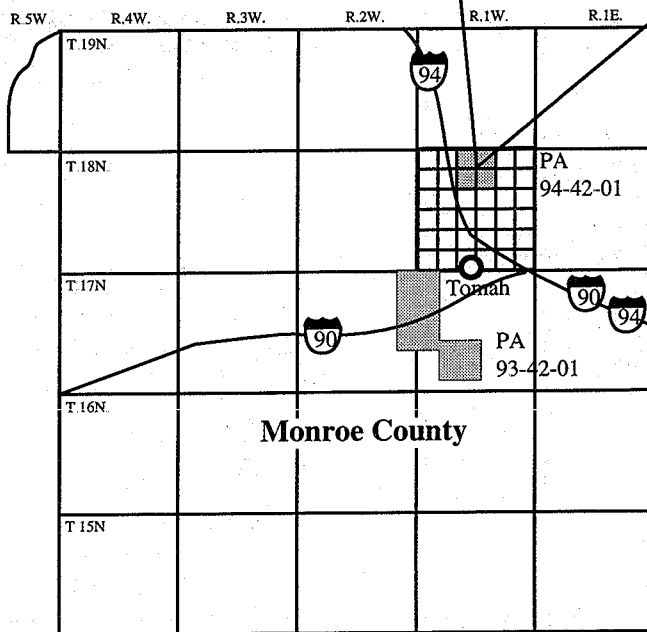 R.5W. R.4W. R.3W. R.2W. R.1W. R.1E.
T.19N.
94
T.18N. PA
94-42-01
T.17N Tomah
90
94
90
PA
93-42-01
T.16N.
Monroe County
T 15N